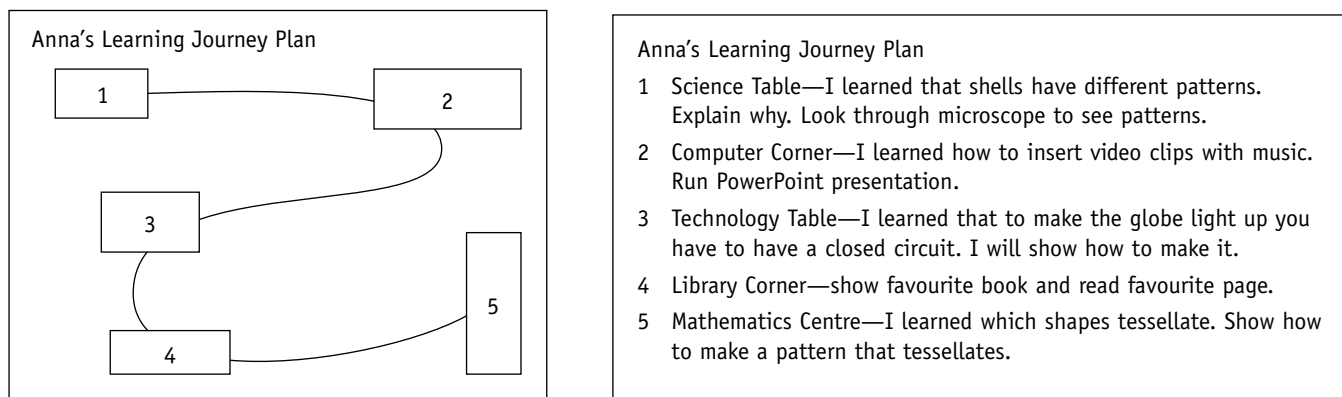 Anna’s Learning Journey Plan
1
2
3
4
5
Anna’s Learning Journey Plan
1 Science Table—I learned that shells have different patterns.
Explain why. Look through microscope to see patterns.
2 Computer Corner—I learned how to insert video clips with music.
Run PowerPoint presentation.
3 Technology Table—I learned that to make the globe light up you
have to have a closed circuit. I will show how to make it.
4 Library Corner—show favourite book and read favourite page.
5 Mathematics Centre—I learned which shapes tessellate. Show how
to make a pattern that tessellates.